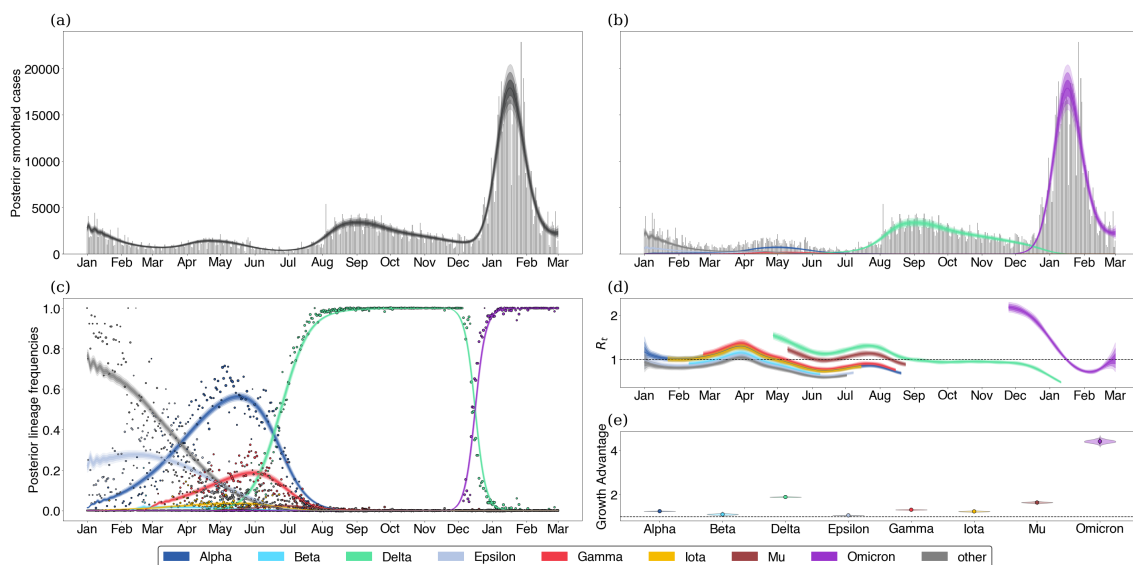 (a)
Posterior smoothed cases
20000
15000
10000
5000
0
Jan Feb Mar Apr May Jun Jul Aug Sep Oct Nov Dec Jan Feb Mar
(b)
Jan Feb Mar Apr May Jun Jul Aug Sep Oct Nov Dec Jan Feb Mar
(c)
Posterior lineage frequencies
1.0
0.8
0.6
0.4
0.2
0.0
Jan Feb Mar Apr May Jun Jul Aug Sep Oct Nov Dec Jan Feb Mar
(d)
Rt
2
1
Jan Feb Mar Apr May Jun Jul Aug Sep Oct Nov Dec Jan Feb Mar
(e)
Growth Advantage
4
2
Alpha Beta Delta Epsilon Gamma Iota Mu Omicron
Alpha Beta Delta Epsilon Gamma Iota Mu Omicron other